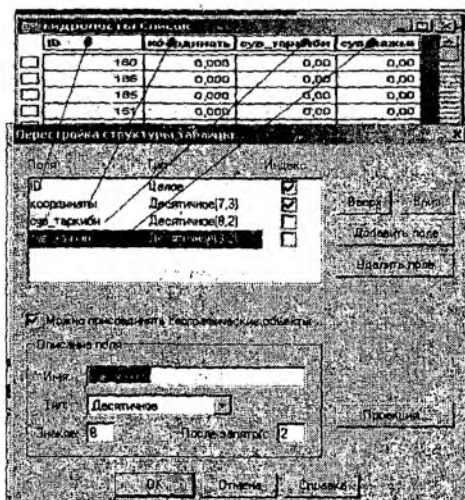 Гидропосты Список
ID координать сув_таркиби сув_хажми
160 0,000 0,00 0,00
186 0,000 0,00 0,00
185 0,000 0,00 0,00
151 0,000 0,00 0,00
Перестройка структуры таблицы
Поля Тип Индекс
ID Целое
координаты Десятичное(7,3)
сув_таркиби Десятичное(8,2)
Вверх Вниз
Добавить поле
Удалить поле
Можно присоединять географические объекты
Описание поля
Имя:
Тип: Десятичное
Знаков: 8 После запятой: 2
Проекция...
OK Отмена Справка